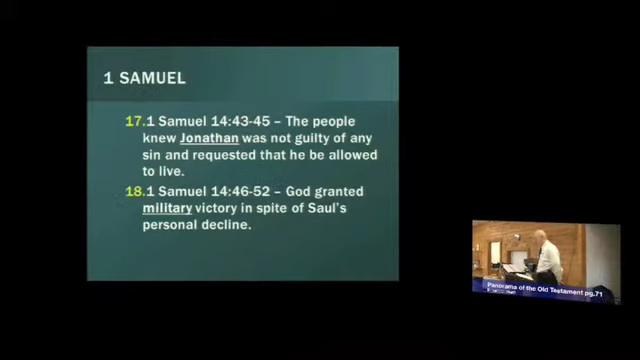 1 SAMUEL
17.1 Samuel 14:43-45 – The people
knew Jonathan was not guilty of any
sin and requested that he be allowed
to live.
18.1 Samuel 14:46-52 – God granted
military victory in spite of Saul's
personal decline.
Panorama of the Old Testament pg.71